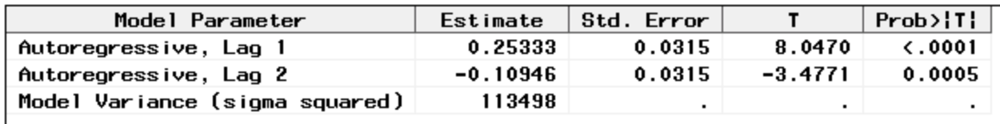 Model Parameter Estimate Std. Error T Prob>|T|
Autoregressive, Lag 1 0.25333 0.0315 8.0470 <.0001
Autoregressive, Lag 2 -0.10946 0.0315 -3.4771 0.0005
Model Variance (sigma squared) 113498 . . .